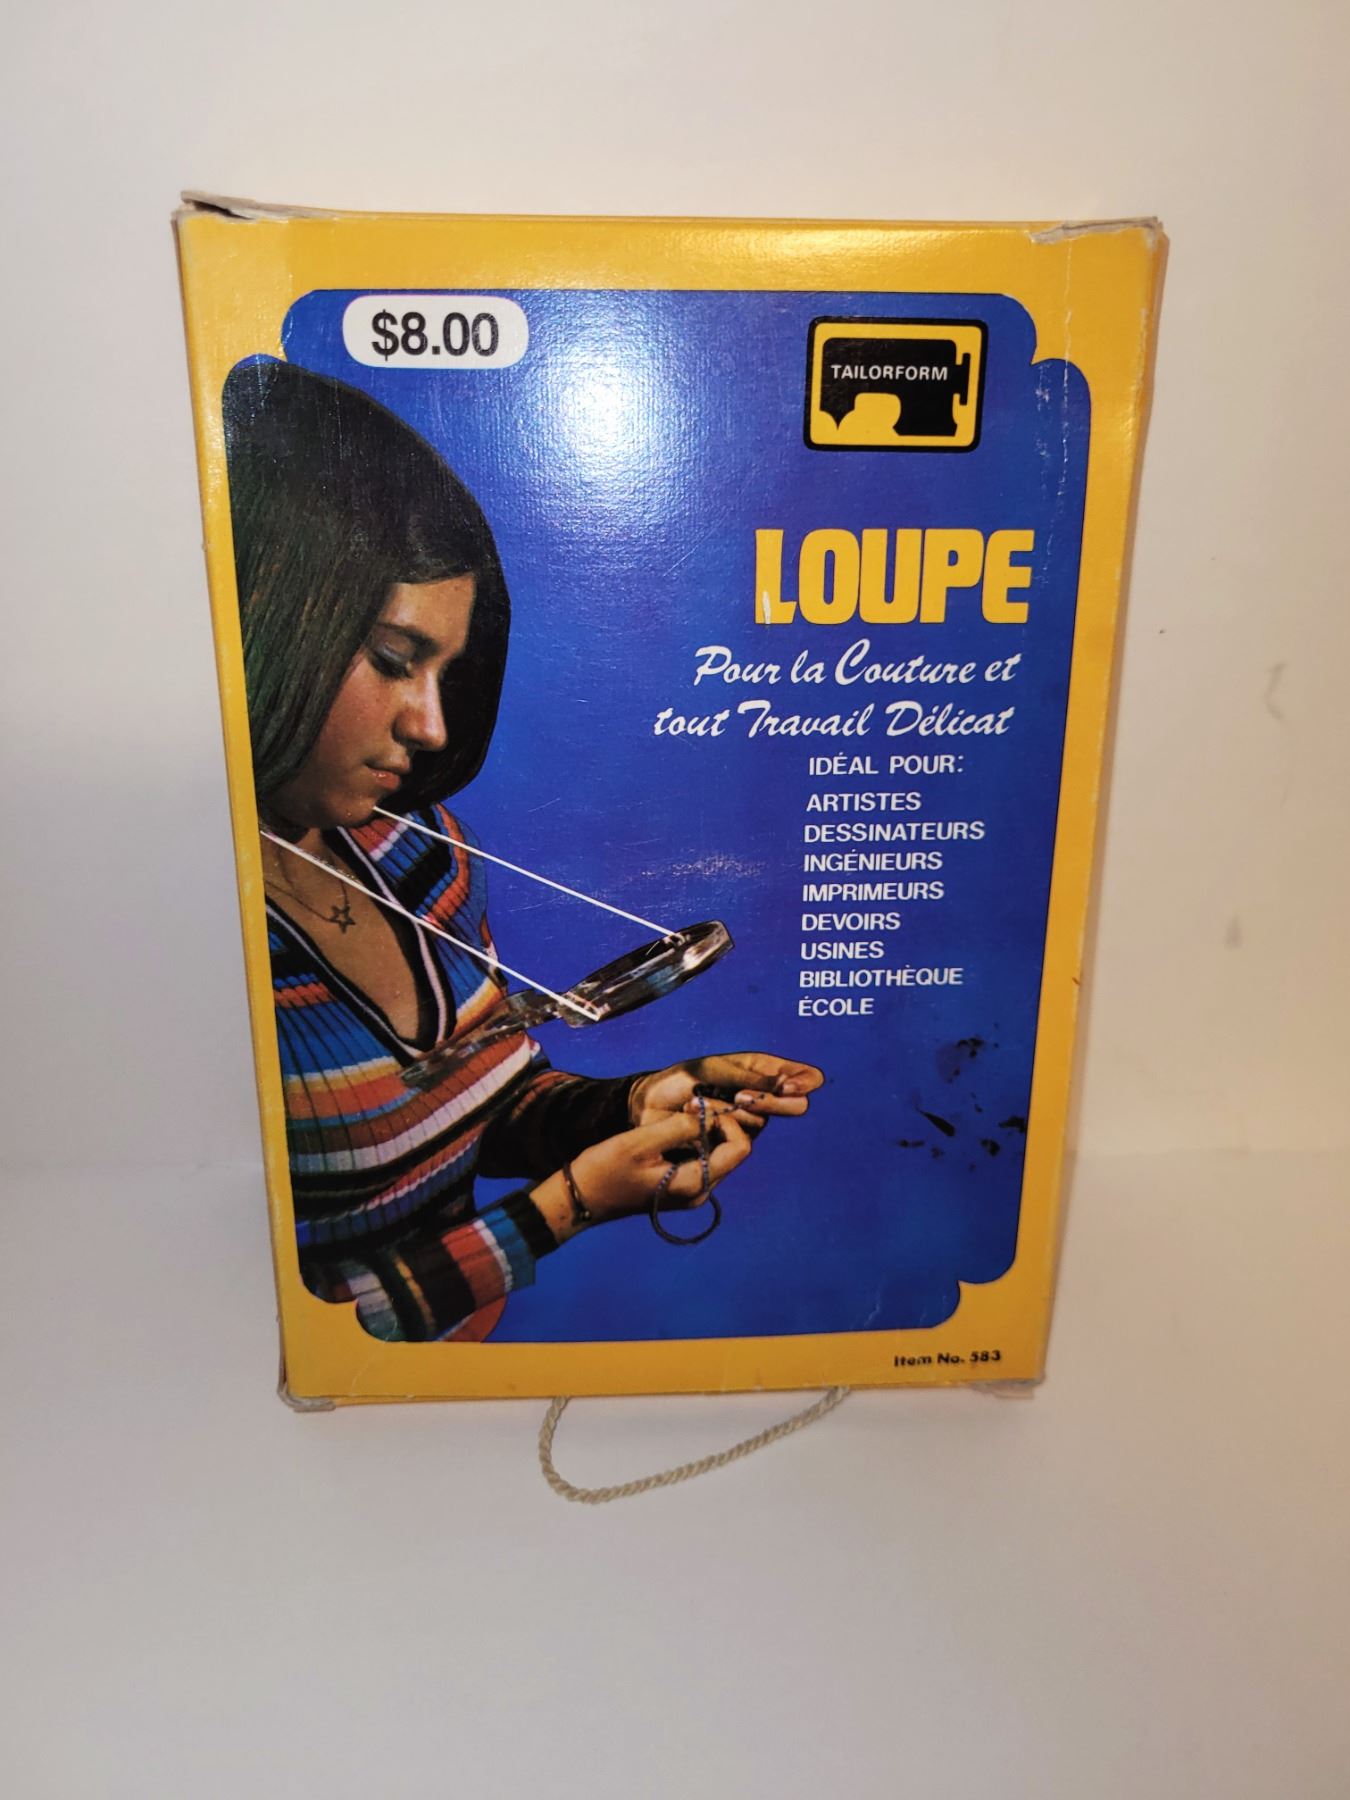 $8.00
TAILORFORM
LOUPE
Pour la Couture et
tout Travail Délicat
IDÉAL POUR:
ARTISTES
DESSINATEURS
INGÉNIEURS
IMPRIMEURS
DEVOIRS
USINES
BIBLIOTHÈQUE
ÉCOLE
Item No. 583